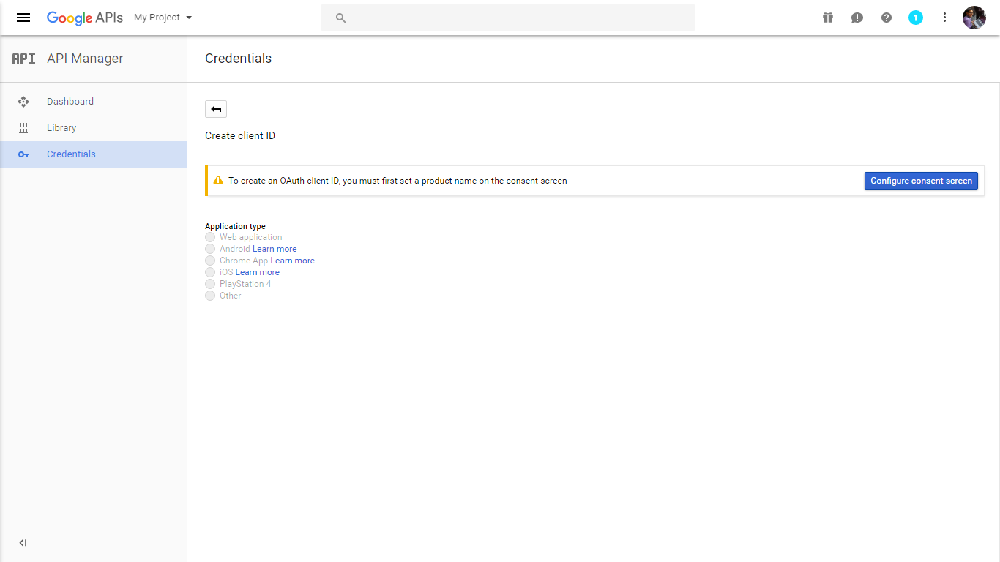 Google APIs My Project
1
API API Manager
Credentials
Dashboard
Library
Credentials
Create client ID
To create an OAuth client ID, you must first set a product name on the consent screen
Configure consent screen
Application type
Web application
Android Learn more
Chrome App Learn more
iOS Learn more
PlayStation 4
Other